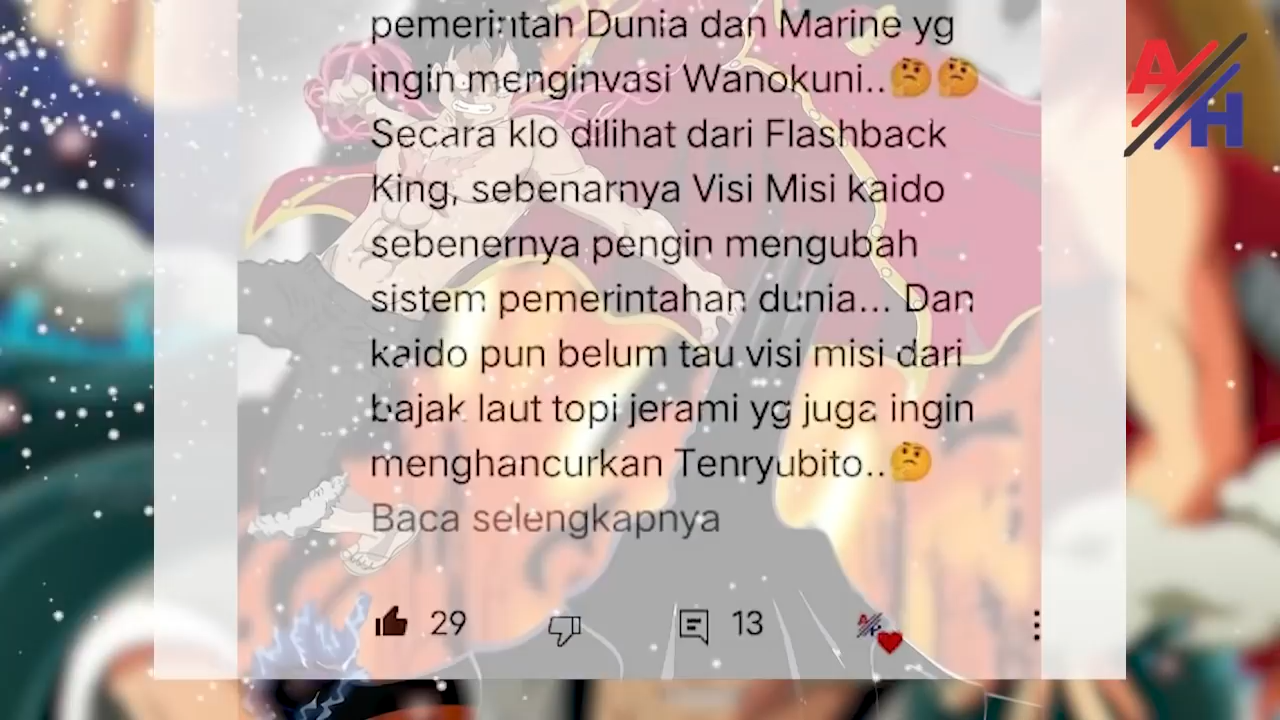 pemerintah Dunia dan Marine yg
ingin menginvasi Wanokuni..🤔🤔
Secara klo dilihat dari Flashback
King, sebenarnya Visi Misi kaido
sebenernya pengin mengubah
sistem pemerintahan dunia... Dan
kaido pun belum tau visi misi dari
bajak laut topi jerami yg juga ingin
menghancurkan Tenryubito..🤔
Baca selengkapnya
29 13
A/H